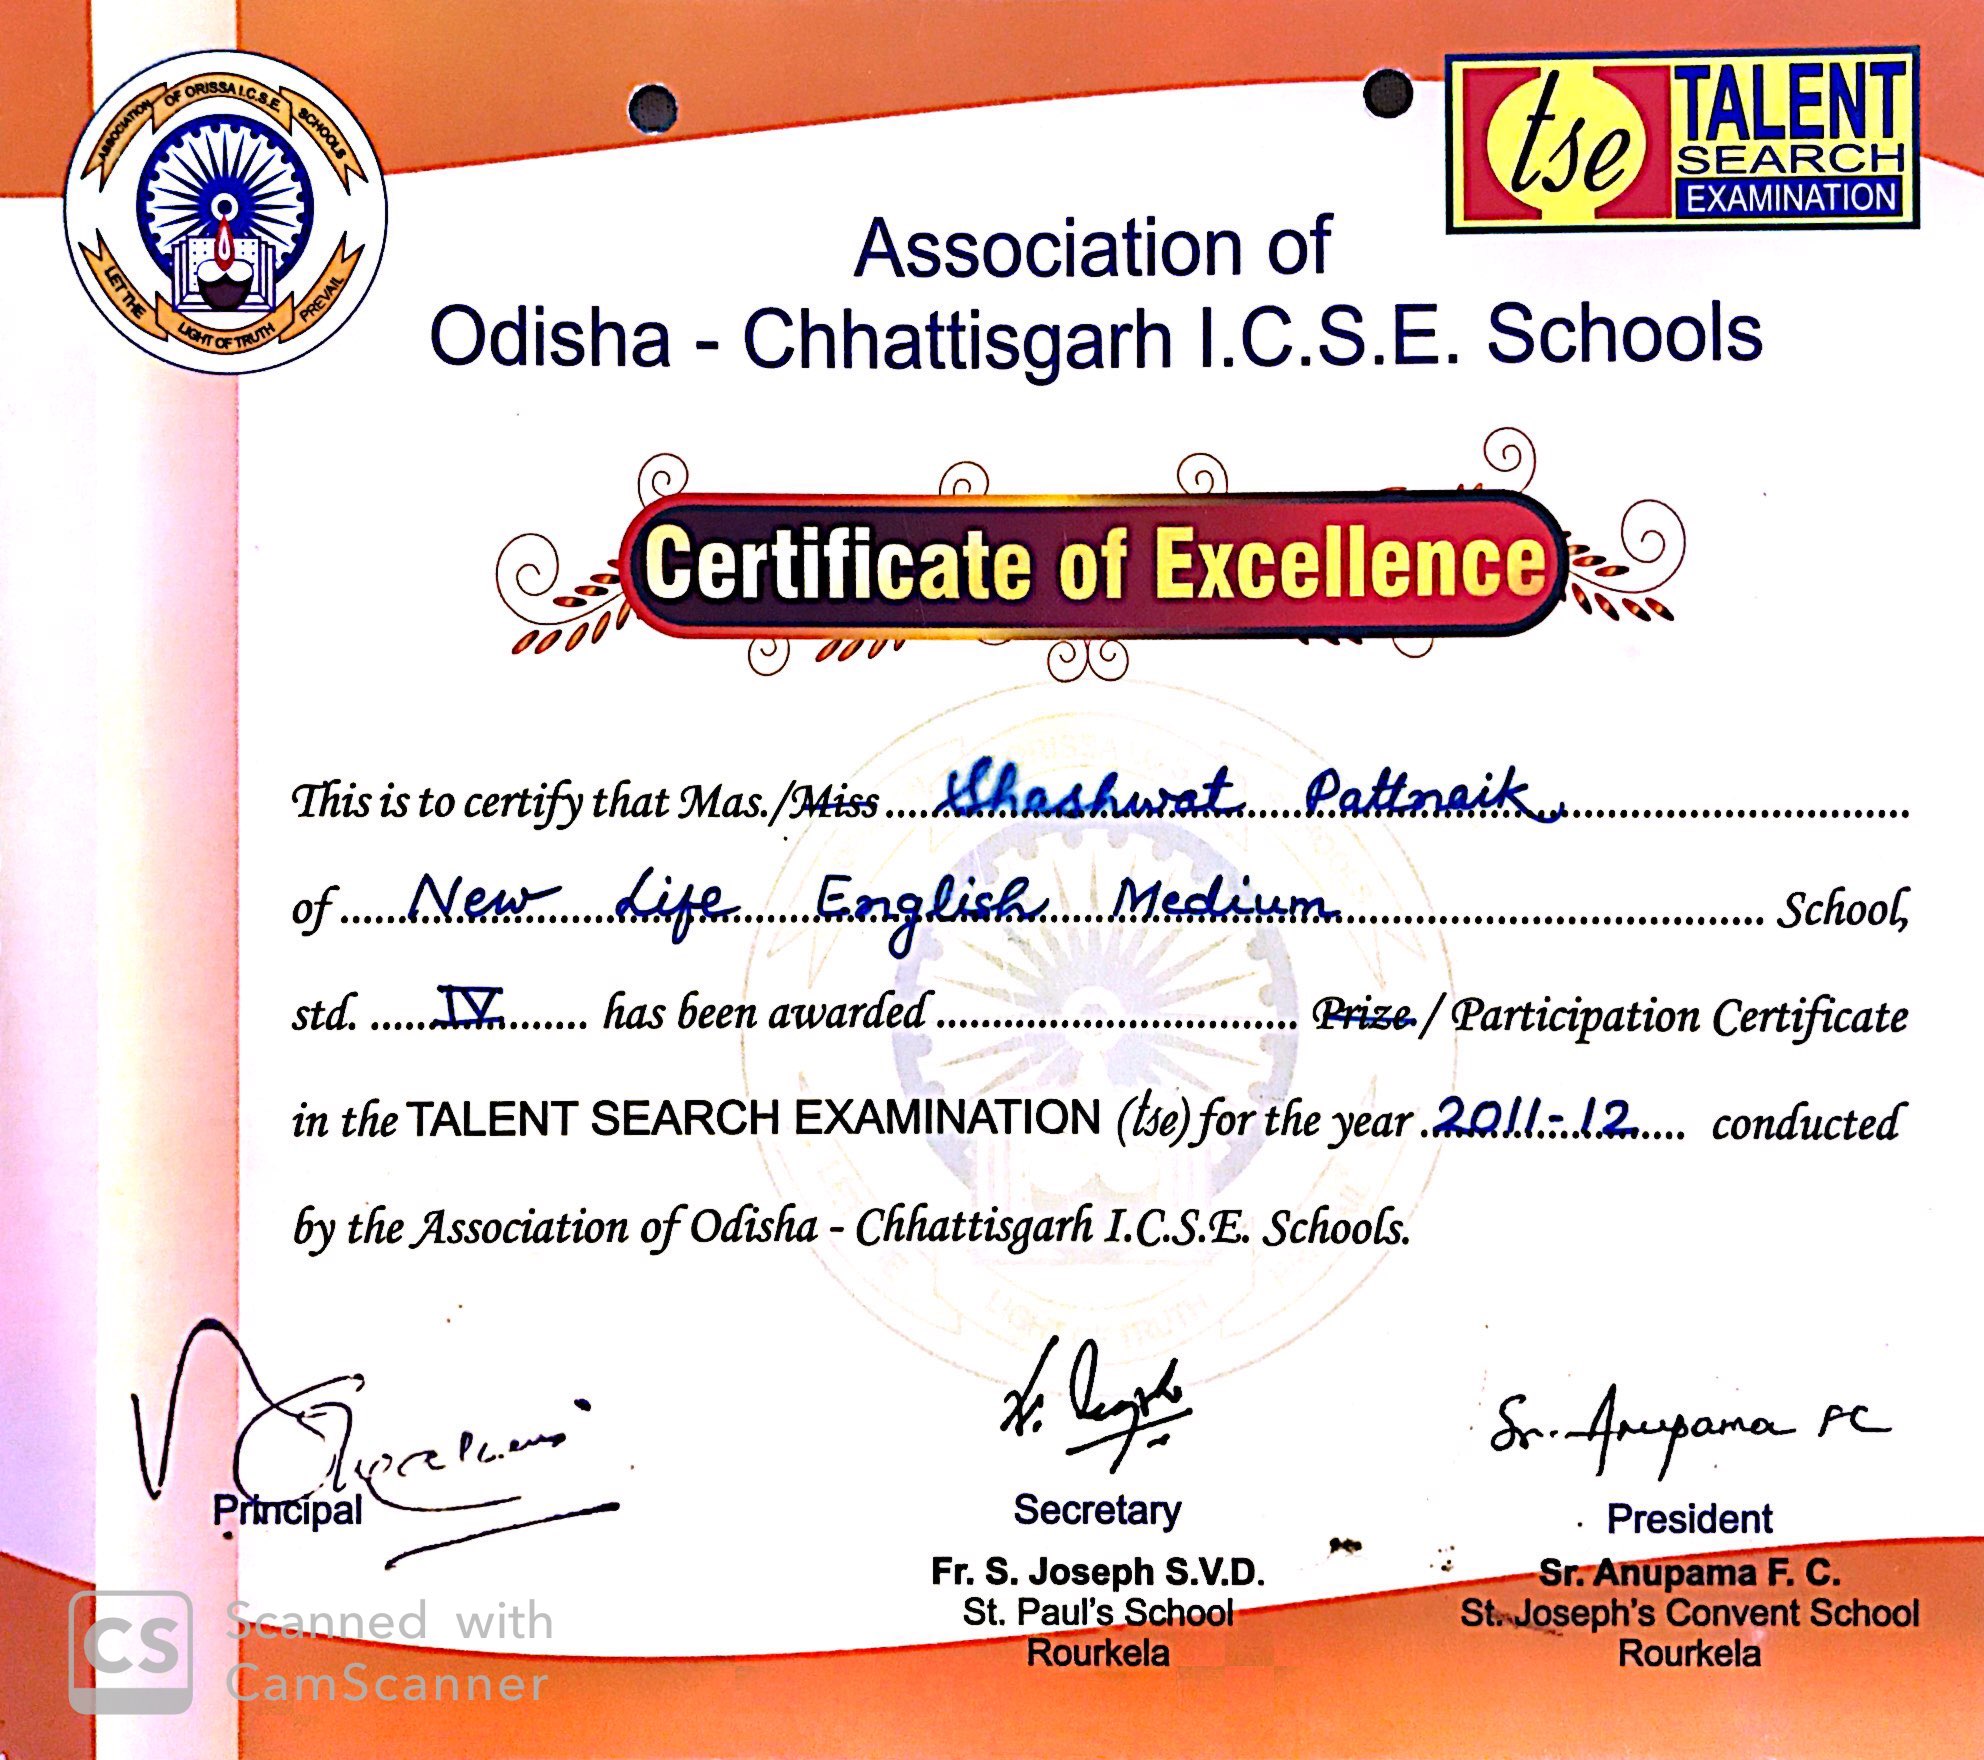 ASSOCIATION OF ORISSA I.C.S.E. SCHOOLS
LET THE LIGHT OF TRUTH PREVAIL
tse TALENT
SEARCH
EXAMINATION
Association of
Odisha - Chhattisgarh I.C.S.E. Schools
Certificate of Excellence
This is to certify that Mas./Miss Shashwat Pattnaik
of New Life English Medium School,
std. IV has been awarded Prize / Participation Certificate
in the TALENT SEARCH EXAMINATION (tse) for the year 2011-12 conducted
by the Association of Odisha - Chhattisgarh I.C.S.E. Schools.
Sr. Anupama FC
Principal
Secretary
President
Fr. S. Joseph S.V.D.
St. Paul's School
Rourkela
Sr. Anupama F. C.
St. Joseph's Convent School
Rourkela
CS Scanned with
CamScanner